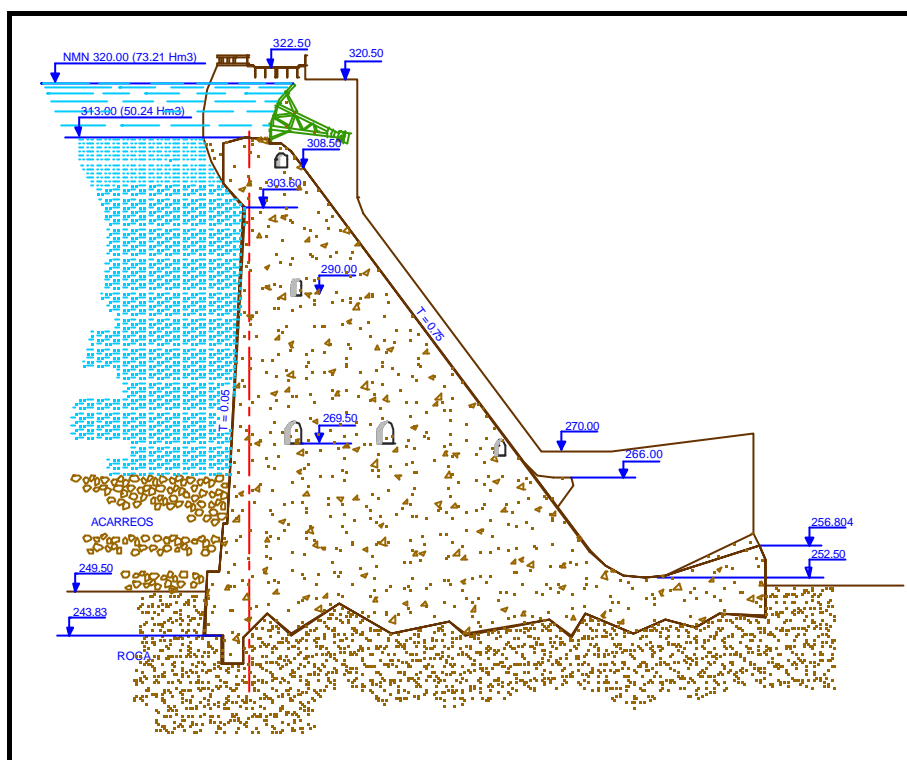 322.50
NMN 320.00 (73.21 Hm3)
320.50
313.00 (50.24 Hm3)
308.50
303.60
290.00
T = 0.75
T = 0.05
269.50
270.00
266.00
ACARREOS
256.804
249.50
252.50
243.83
ROCA